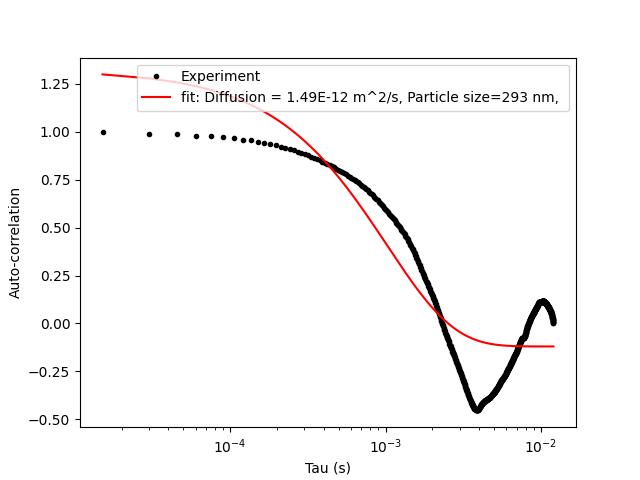 Experiment
fit: Diffusion = 1.49E-12 m^2/s, Particle size=293 nm,
1.25
1.00
0.75
0.50
0.25
0.00
−0.25
−0.50
Auto-correlation
10⁻⁴ 10⁻³ 10⁻²
Tau (s)